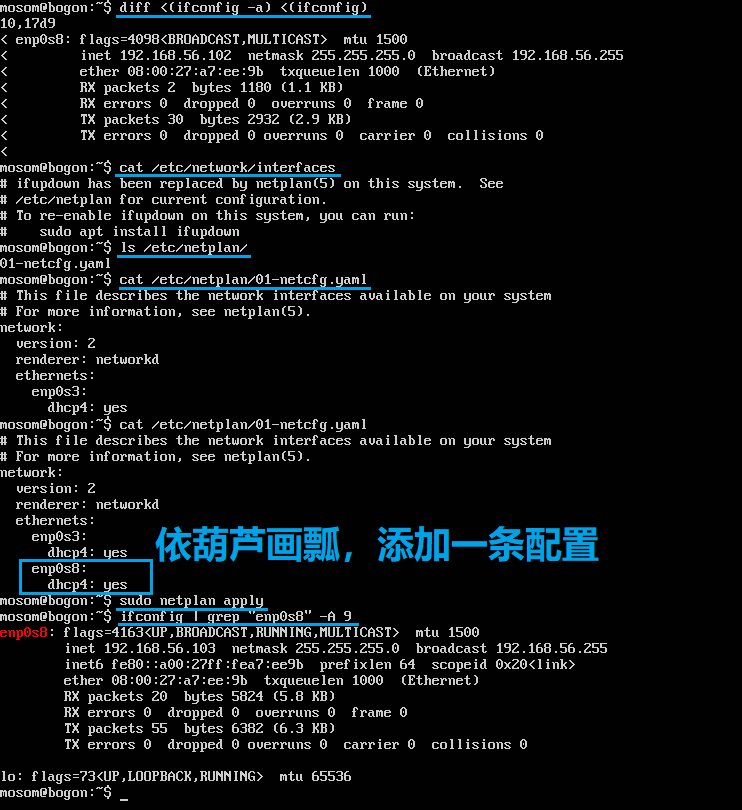 mosom@bogon:~$ diff <(ifconfig -a) <(ifconfig)
10,17d9
< enp0s8: flags=4098<BROADCAST,MULTICAST>  mtu 1500
<         inet 192.168.56.102  netmask 255.255.255.0  broadcast 192.168.56.255
<         ether 08:00:27:a7:ee:9b  txqueuelen 1000  (Ethernet)
<         RX packets 2  bytes 1180 (1.1 KB)
<         RX errors 0  dropped 0  overruns 0  frame 0
<         TX packets 30  bytes 2932 (2.9 KB)
<         TX errors 0  dropped 0 overruns 0  carrier 0  collisions 0
<
mosom@bogon:~$ cat /etc/network/interfaces
# ifupdown has been replaced by netplan(5) on this system.  See
# /etc/netplan for current configuration.
# To re-enable ifupdown on this system, you can run:
#    sudo apt install ifupdown
mosom@bogon:~$ ls /etc/netplan/
01-netcfg.yaml
mosom@bogon:~$ cat /etc/netplan/01-netcfg.yaml
# This file describes the network interfaces available on your system
# For more information, see netplan(5).
network:
  version: 2
  renderer: networkd
  ethernets:
    enp0s3:
      dhcp4: yes
mosom@bogon:~$ cat /etc/netplan/01-netcfg.yaml
# This file describes the network interfaces available on your system
# For more information, see netplan(5).
network:
  version: 2
  renderer: networkd
  ethernets:
    enp0s3:
      dhcp4: yes
依葫芦画瓢，添加一条配置
    enp0s8:
      dhcp4: yes
mosom@bogon:~$ sudo netplan apply
mosom@bogon:~$ ifconfig | grep "enp0s8" -A 9
enp0s8: flags=4163<UP,BROADCAST,RUNNING,MULTICAST>  mtu 1500
        inet 192.168.56.103  netmask 255.255.255.0  broadcast 192.168.56.255
        inet6 fe80::a00:27ff:fea7:ee9b  prefixlen 64  scopeid 0x20<link>
        ether 08:00:27:a7:ee:9b  txqueuelen 1000  (Ethernet)
        RX packets 20  bytes 5824 (5.8 KB)
        RX errors 0  dropped 0  overruns 0  frame 0
        TX packets 55  bytes 6382 (6.3 KB)
        TX errors 0  dropped 0 overruns 0  carrier 0  collisions 0
lo: flags=73<UP,LOOPBACK,RUNNING>  mtu 65536
mosom@bogon:~$ _